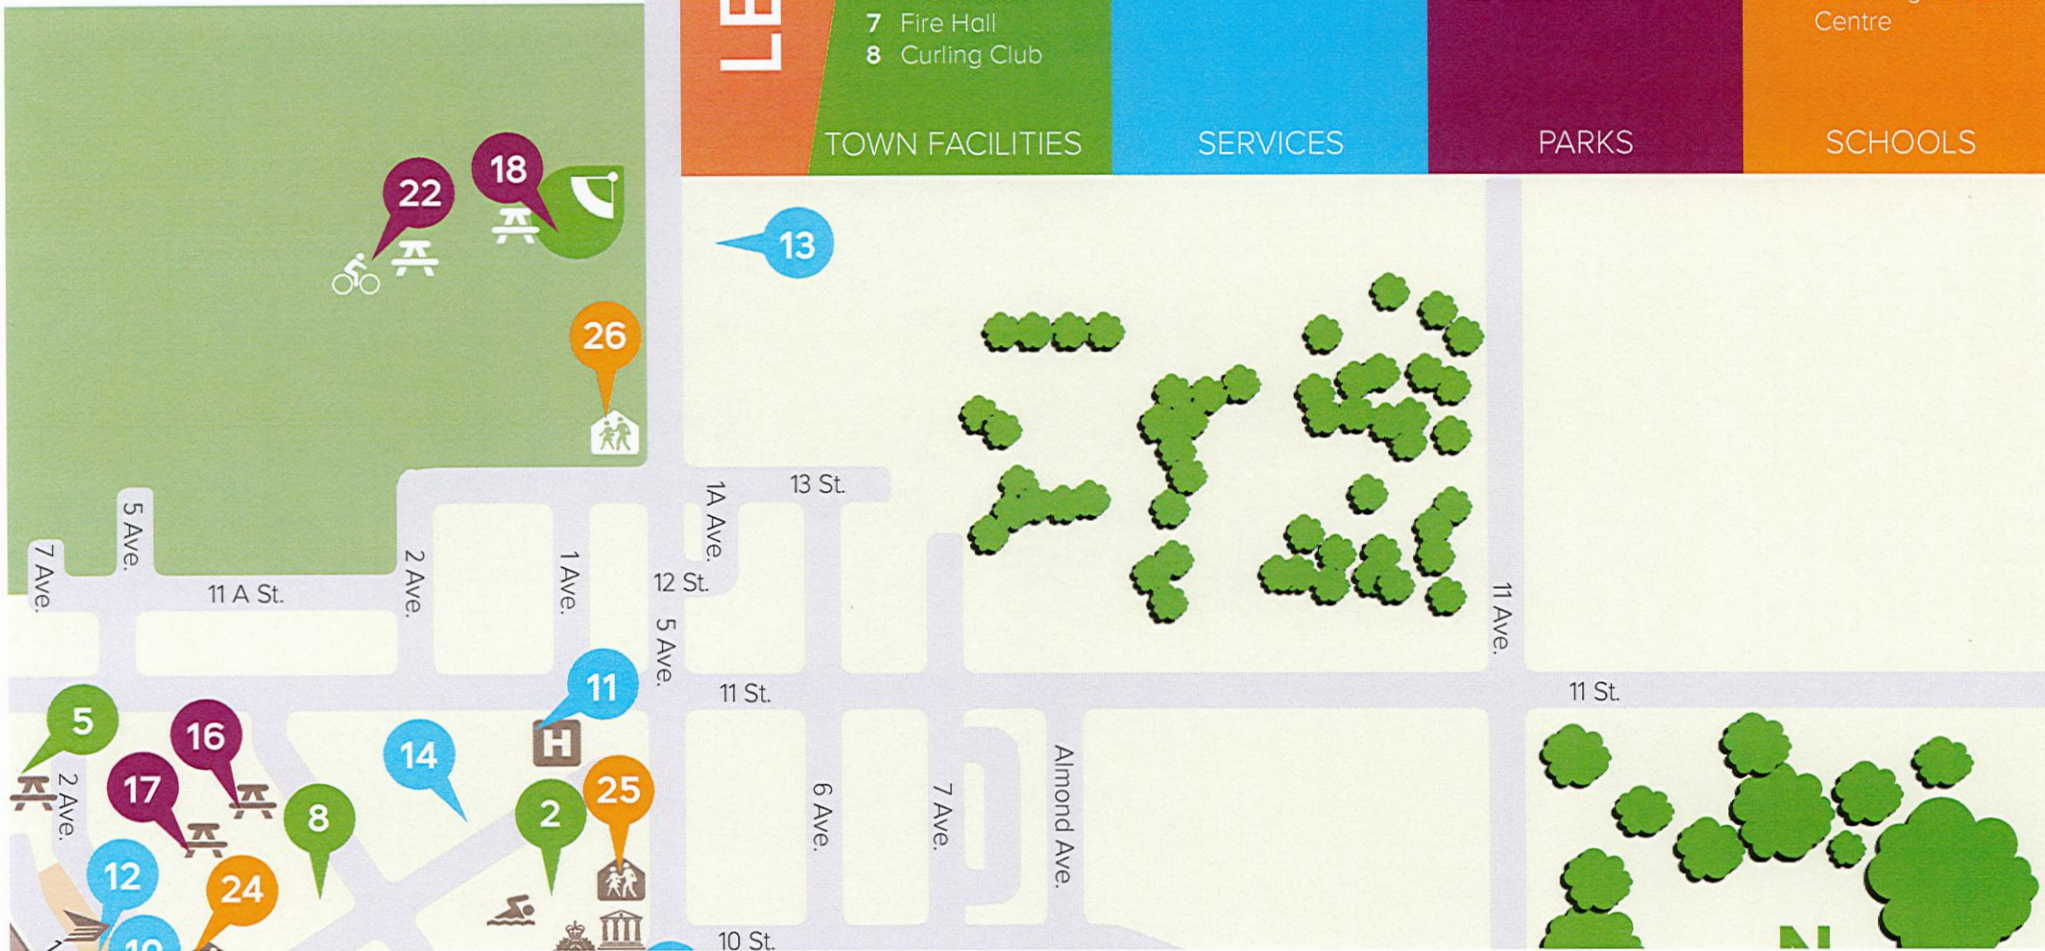 LE
7 Fire Hall
8 Curling Club
Centre
TOWN FACILITIES
SERVICES
PARKS
SCHOOLS
18
22
13
26
13 St.
1A Ave.
5 Ave.
7 Ave.
2 Ave.
1 Ave.
12 St.
11 A St.
11 Ave.
5 Ave.
11
11 St.
11 St.
5
16
H
14
17
25
2
8
2 Ave.
6 Ave.
7 Ave.
Almond Ave.
12
24
10 St.
N